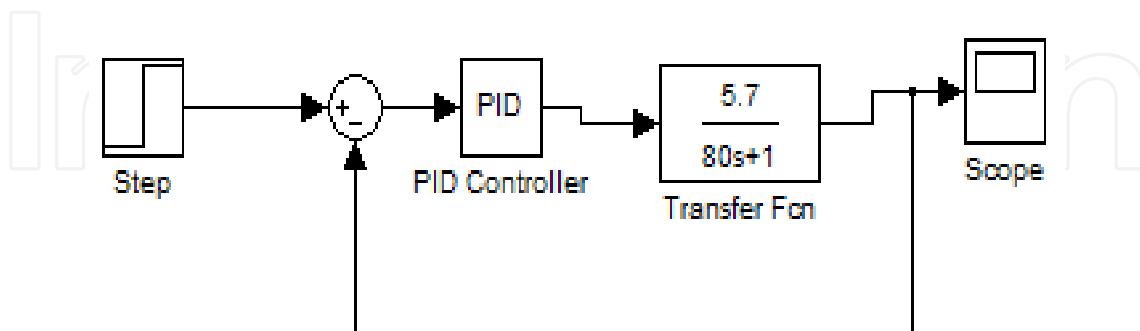 +
−
PID
5.7
80s+1
Step
PID Controller
Transfer Fcn
Scope